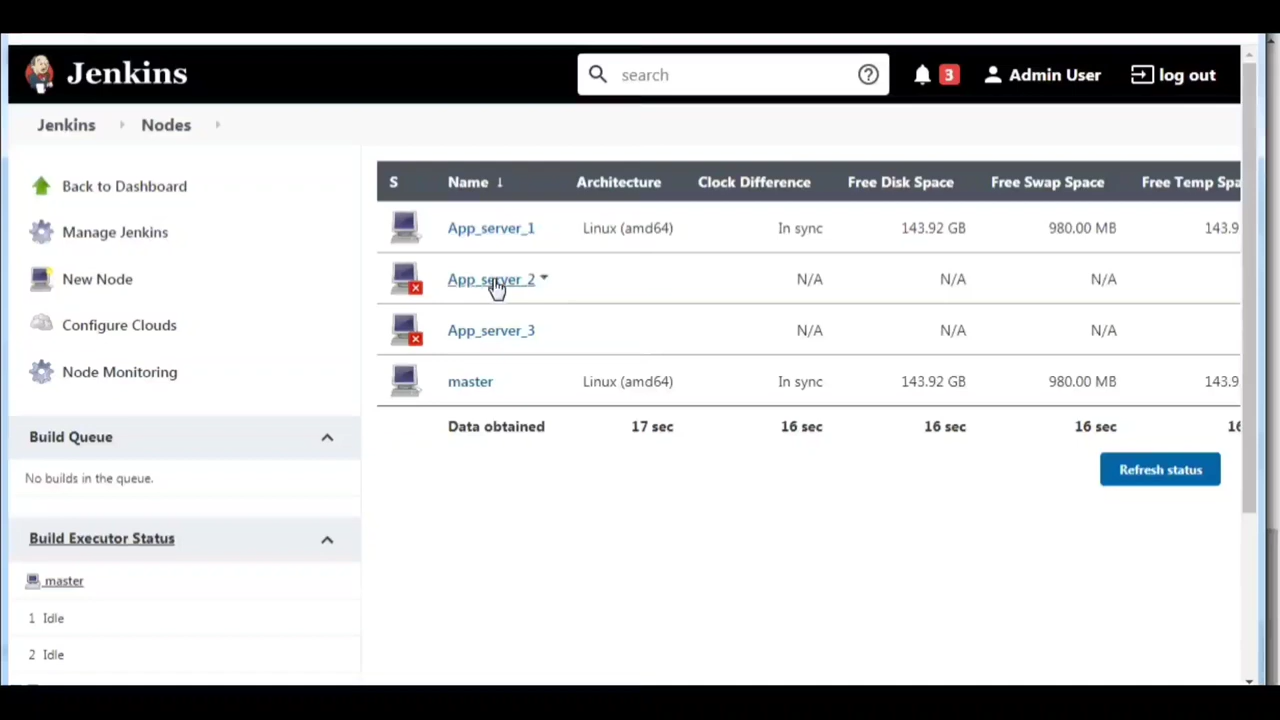 Jenkins
search
3
Admin User
log out
Jenkins Nodes
Back to Dashboard
Manage Jenkins
New Node
Configure Clouds
Node Monitoring
Build Queue
No builds in the queue.
Build Executor Status
master
1 Idle
2 Idle
S Name ↓ Architecture Clock Difference Free Disk Space Free Swap Space Free Temp Spa
App_server_1 Linux (amd64) In sync 143.92 GB 980.00 MB 143.9
App_server_2 N/A N/A N/A
App_server_3 N/A N/A N/A
master Linux (amd64) In sync 143.92 GB 980.00 MB 143.9
Data obtained 17 sec 16 sec 16 sec 16 sec 16
Refresh status